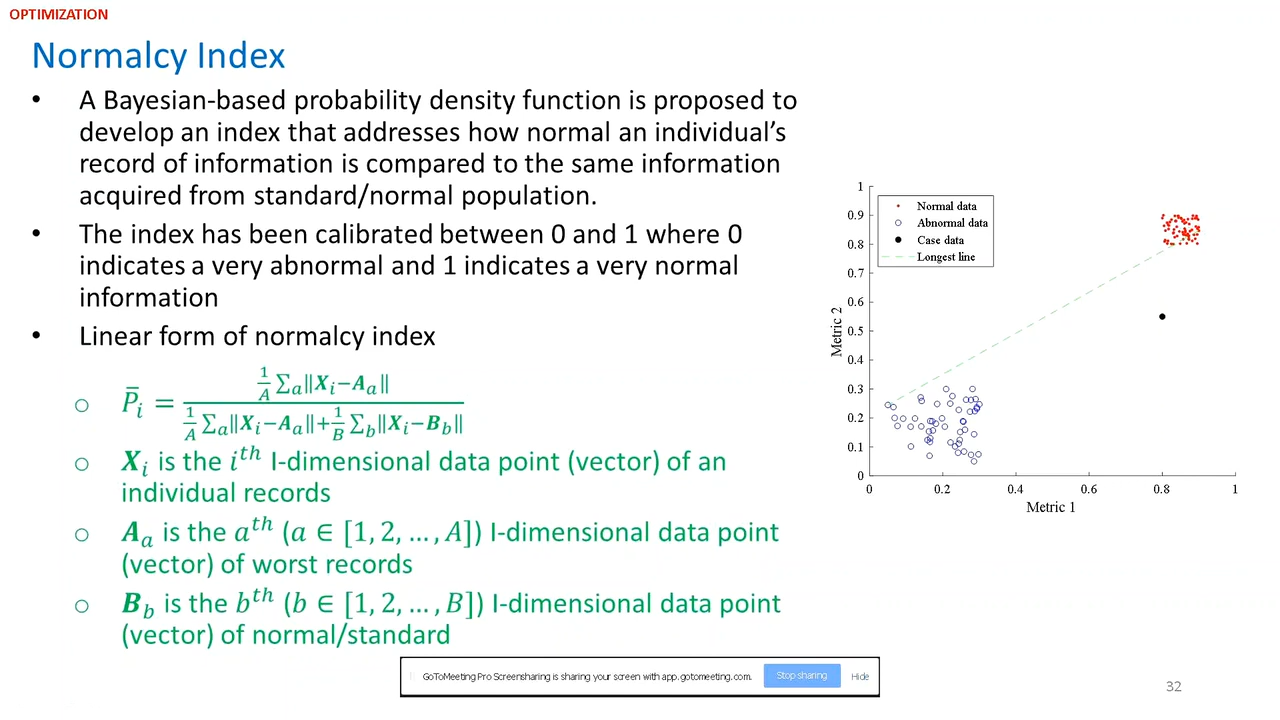 OPTIMIZATION
Normalcy Index
• A Bayesian-based probability density function is proposed to
develop an index that addresses how normal an individual’s
record of information is compared to the same information
acquired from standard/normal population.
• The index has been calibrated between 0 and 1 where 0
indicates a very abnormal and 1 indicates a very normal
information
• Linear form of normalcy index
○ P̄ᵢ = (1/A ∑ₐ‖Xᵢ−Aₐ‖) / (1/A ∑ₐ‖Xᵢ−Aₐ‖+1/B ∑_b‖Xᵢ−B_b‖)
○ Xᵢ is the iᵗʰ I-dimensional data point (vector) of an
individual records
○ Aₐ is the aᵗʰ (a ∈ [1, 2, … , A]) I-dimensional data point
(vector) of worst records
○ B_b is the bᵗʰ (b ∈ [1, 2, … , B]) I-dimensional data point
(vector) of normal/standard
Normal data
Abnormal data
Case data
Longest line
1
0.9
0.8
0.7
0.6
0.5
0.4
0.3
0.2
0.1
0
Metric 2
0 0.2 0.4 0.6 0.8 1
Metric 1
GoToMeeting Pro Screensharing is sharing your screen with app.gotomeeting.com. Stop sharing Hide
32